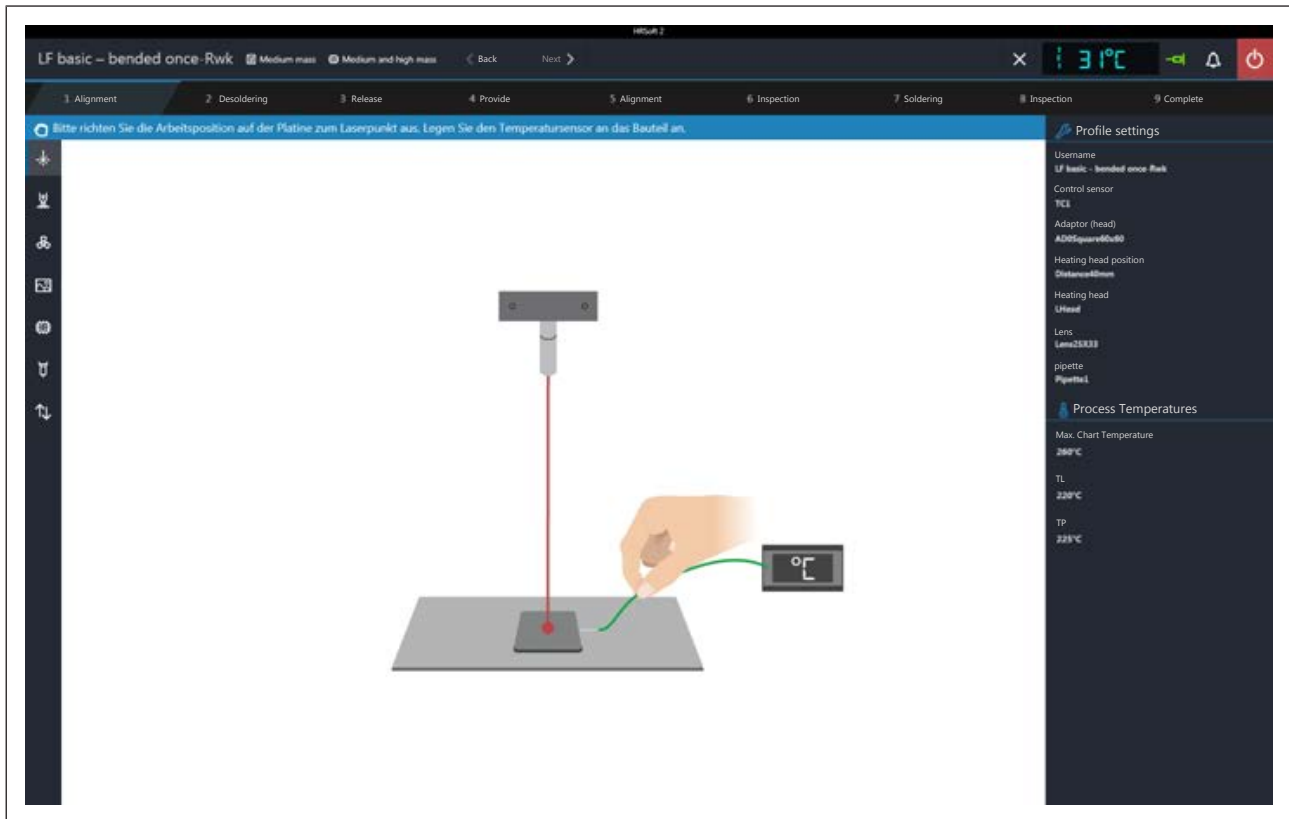 HRSoft 2
LF basic – bended once-Rwk Medium mass Medium and high mass Back Next 31°C
1 Alignment 2 Desoldering 3 Release 4 Provide 5 Alignment 6 Inspection 7 Soldering 8 Inspection 9 Complete
Bitte richten Sie die Arbeitsposition auf der Platine zum Laserpunkt aus. Legen Sie den Temperatursensor an das Bauteil an.
Profile settings
Username
LF basic - bended once-Rwk
Control sensor
TC1
Adaptor (head)
AD05square60x60
Heating head position
Distance40mm
Heating head
LHead
Lens
Lens25X33
pipette
Pipette1
°C
Process Temperatures
Max. Chart Temperature
260°C
TL
220°C
TP
225°C